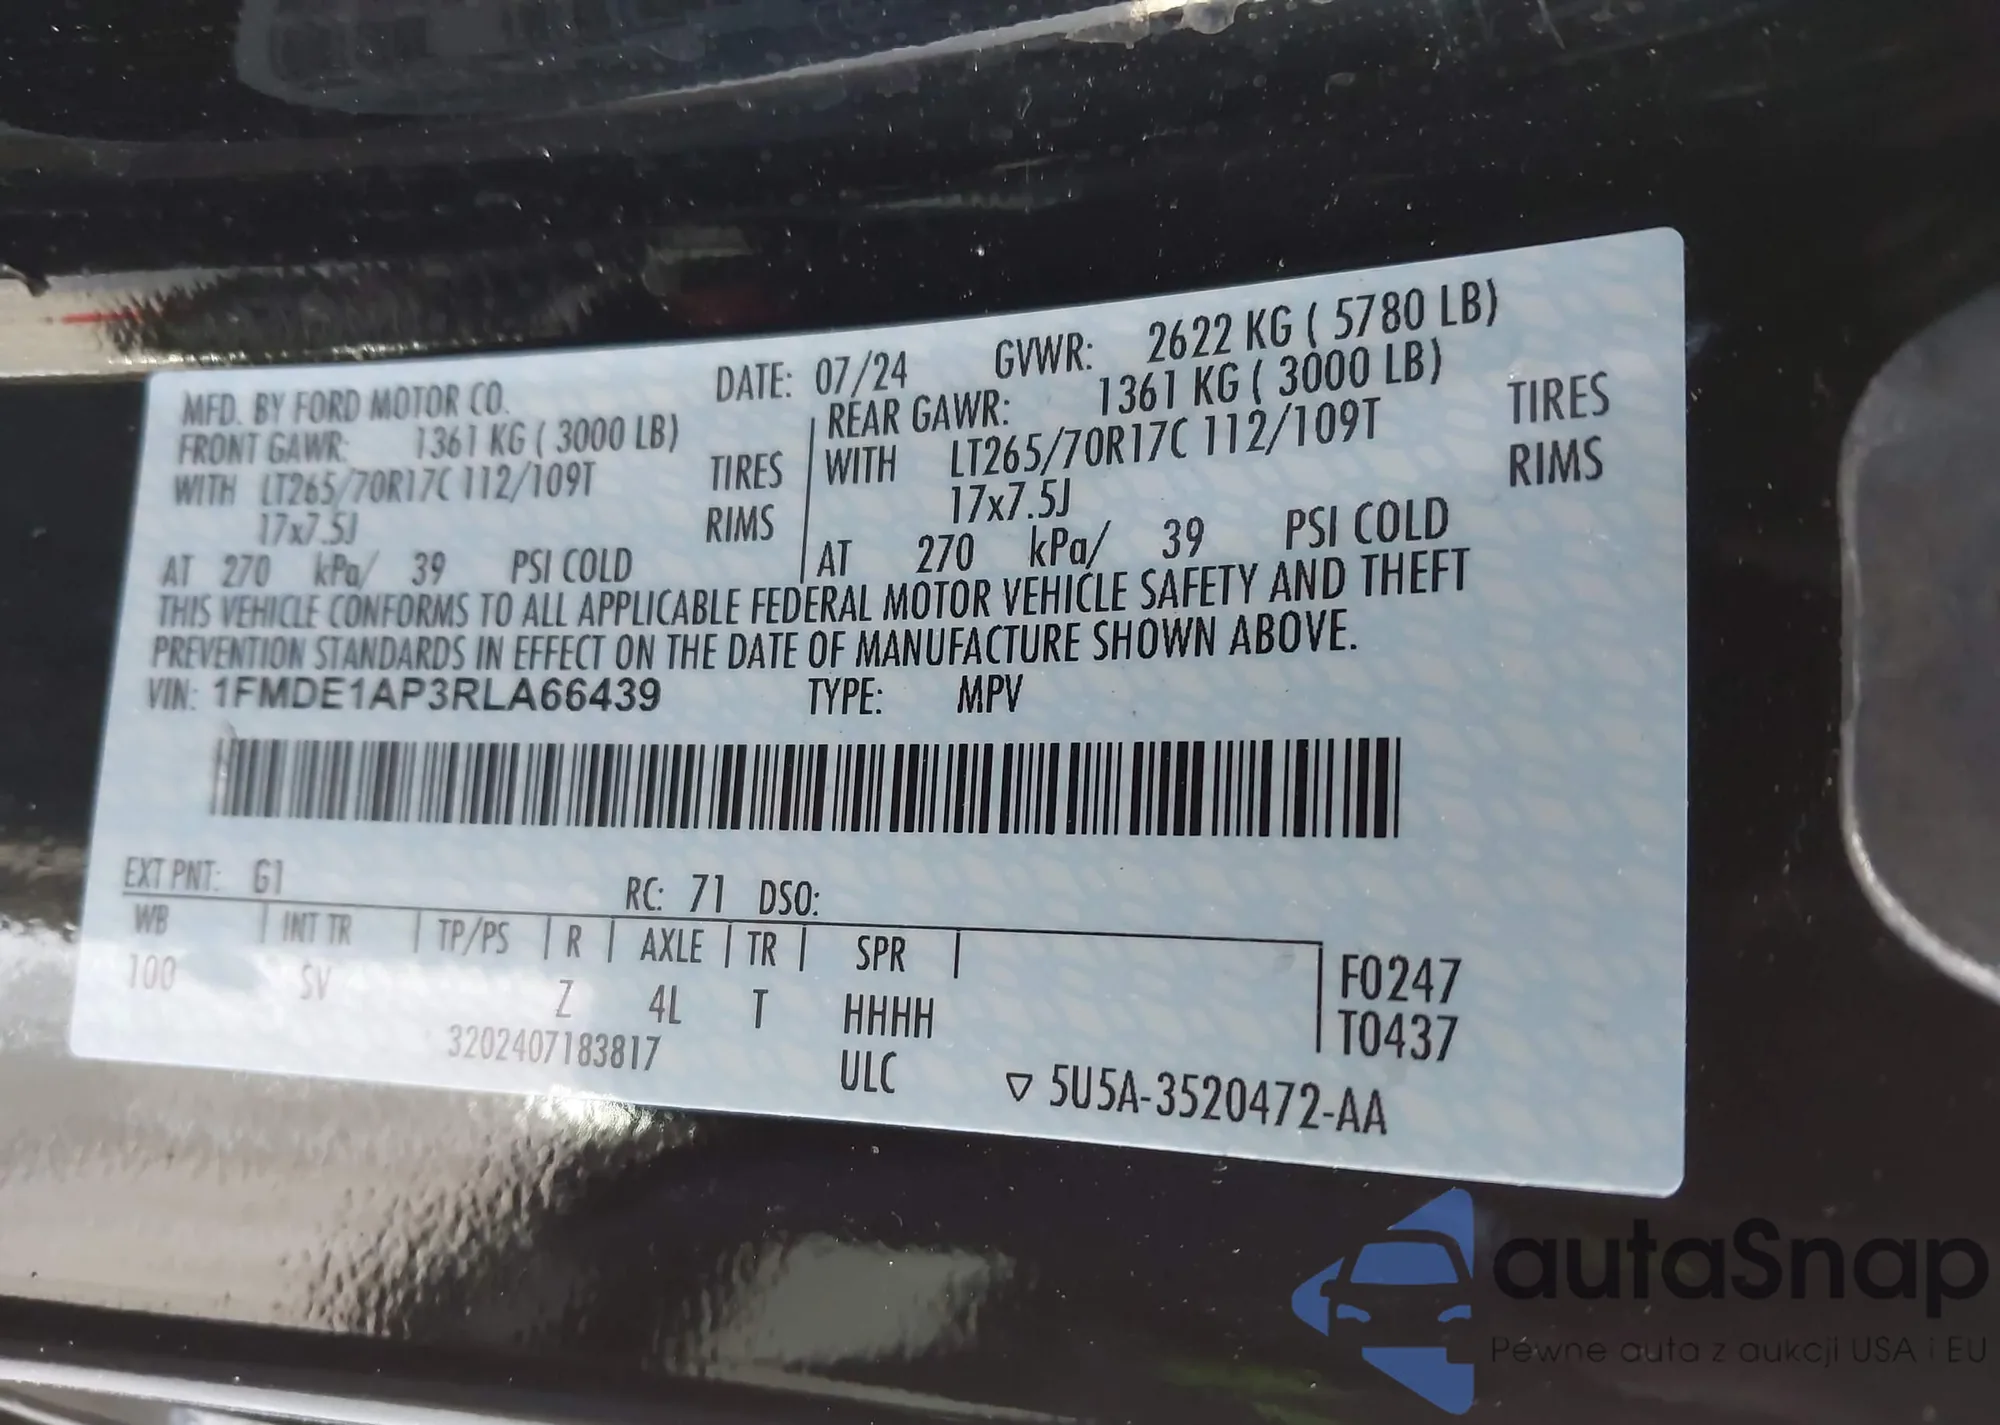 MFD. BY FORD MOTOR CO. DATE: 07/24 GVWR: 2622 KG ( 5780 LB)
FRONT GAWR: 1361 KG ( 3000 LB) REAR GAWR: 1361 KG ( 3000 LB)
WITH LT265/70R17C 112/109T TIRES WITH LT265/70R17C 112/109T TIRES
17x7.5J RIMS 17x7.5J RIMS
AT 270 kPa/ 39 PSI COLD AT 270 kPa/ 39 PSI COLD
THIS VEHICLE CONFORMS TO ALL APPLICABLE FEDERAL MOTOR VEHICLE SAFETY AND THEFT
PREVENTION STANDARDS IN EFFECT ON THE DATE OF MANUFACTURE SHOWN ABOVE.
VIN: 1FMDE1AP3RLA66439 TYPE: MPV
EXT PNT: G1 RC: 71 DSO:
WB INT TR TP/PS R AXLE TR SPR F0247
100 SV Z 4L T HHHH T0437
3202407183817 ULC ▽ 5U5A-3520472-AA
autaSnap
Pewne auta z aukcji USA i EU